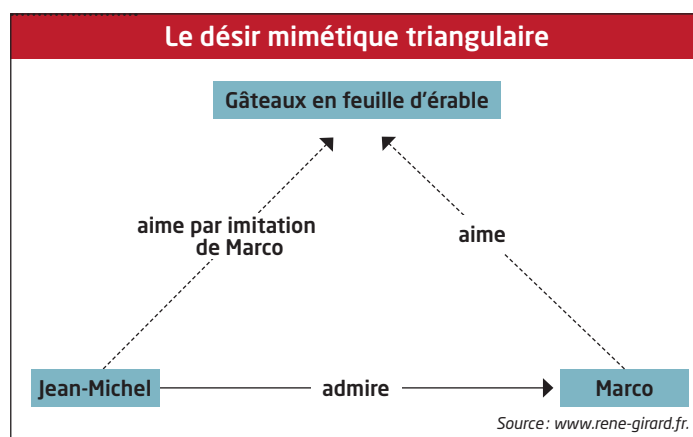 Le désir mimétique triangulaire
Gâteaux en feuille d'érable
aime par imitation
de Marco
aime
Jean-Michel
admire
Marco
Source : www.rene-girard.fr.